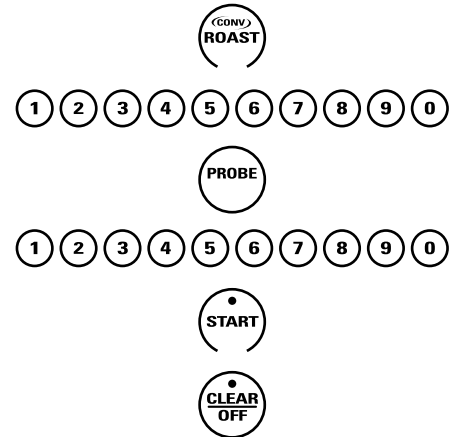 (CONV)
ROAST
1 2 3 4 5 6 7 8 9 0
PROBE
1 2 3 4 5 6 7 8 9 0
START
CLEAR
OFF